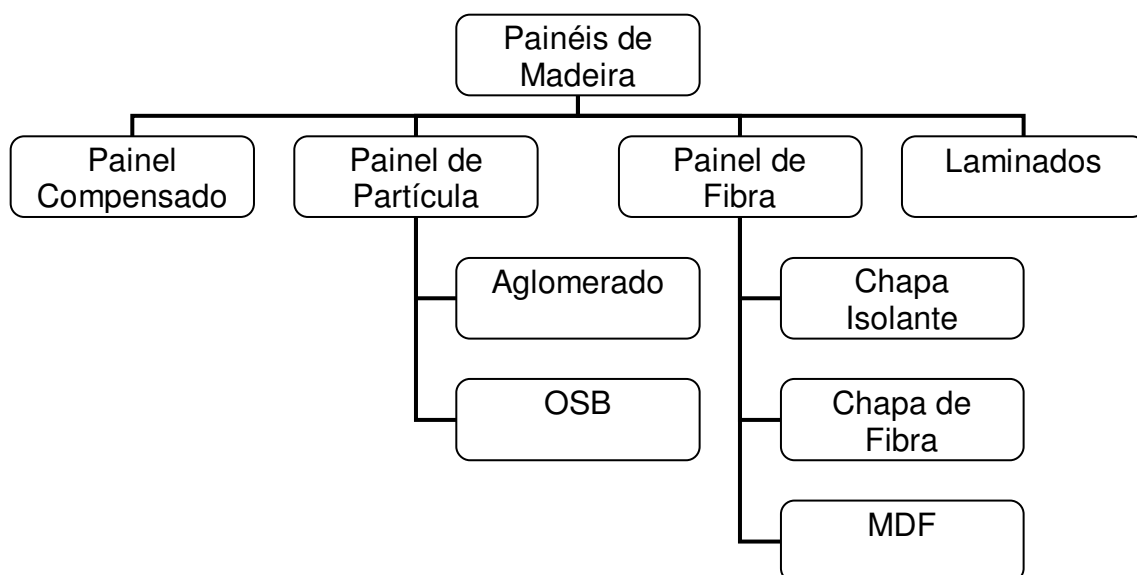 Painéis de
Madeira
Painel
Compensado
Painel de
Partícula
Painel de
Fibra
Laminados
Aglomerado
Chapa
Isolante
OSB
Chapa de
Fibra
MDF